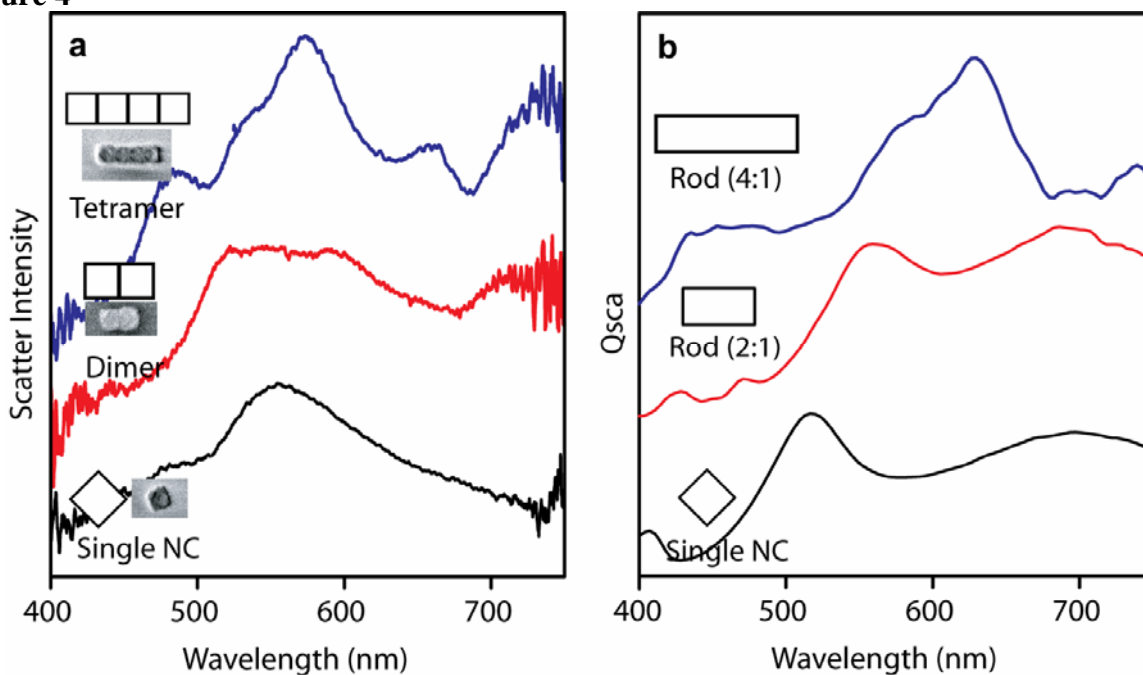 a
Tetramer
Dimer
Single NC
Scatter Intensity
400 500 600 700
Wavelength (nm)
b
Rod (4:1)
Rod (2:1)
Single NC
Qsca
400 500 600 700
Wavelength (nm)